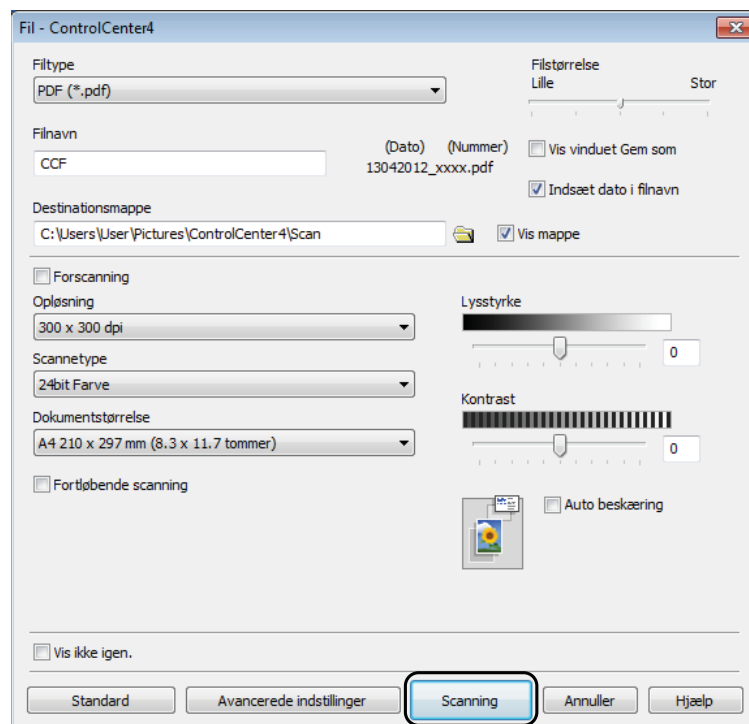 Fil - ControlCenter4
Filtype
PDF (*.pdf)
Filstørrelse
Lille Stor
Filnavn
CCF
(Dato) (Nummer)
13042012_xxxx.pdf
Vis vinduet Gem som
Indsæt dato i filnavn
Destinationsmappe
C:\Users\User\Pictures\ControlCenter4\Scan
Vis mappe
Forscanning
Opløsning
300 x 300 dpi
Scannetype
24bit Farve
Dokumentstørrelse
A4 210 x 297 mm (8.3 x 11.7 tommer)
Fortløbende scanning
Lysstyrke
0
Kontrast
0
Auto beskæring
Vis ikke igen.
Standard Avancerede indstillinger Scanning Annuller Hjælp